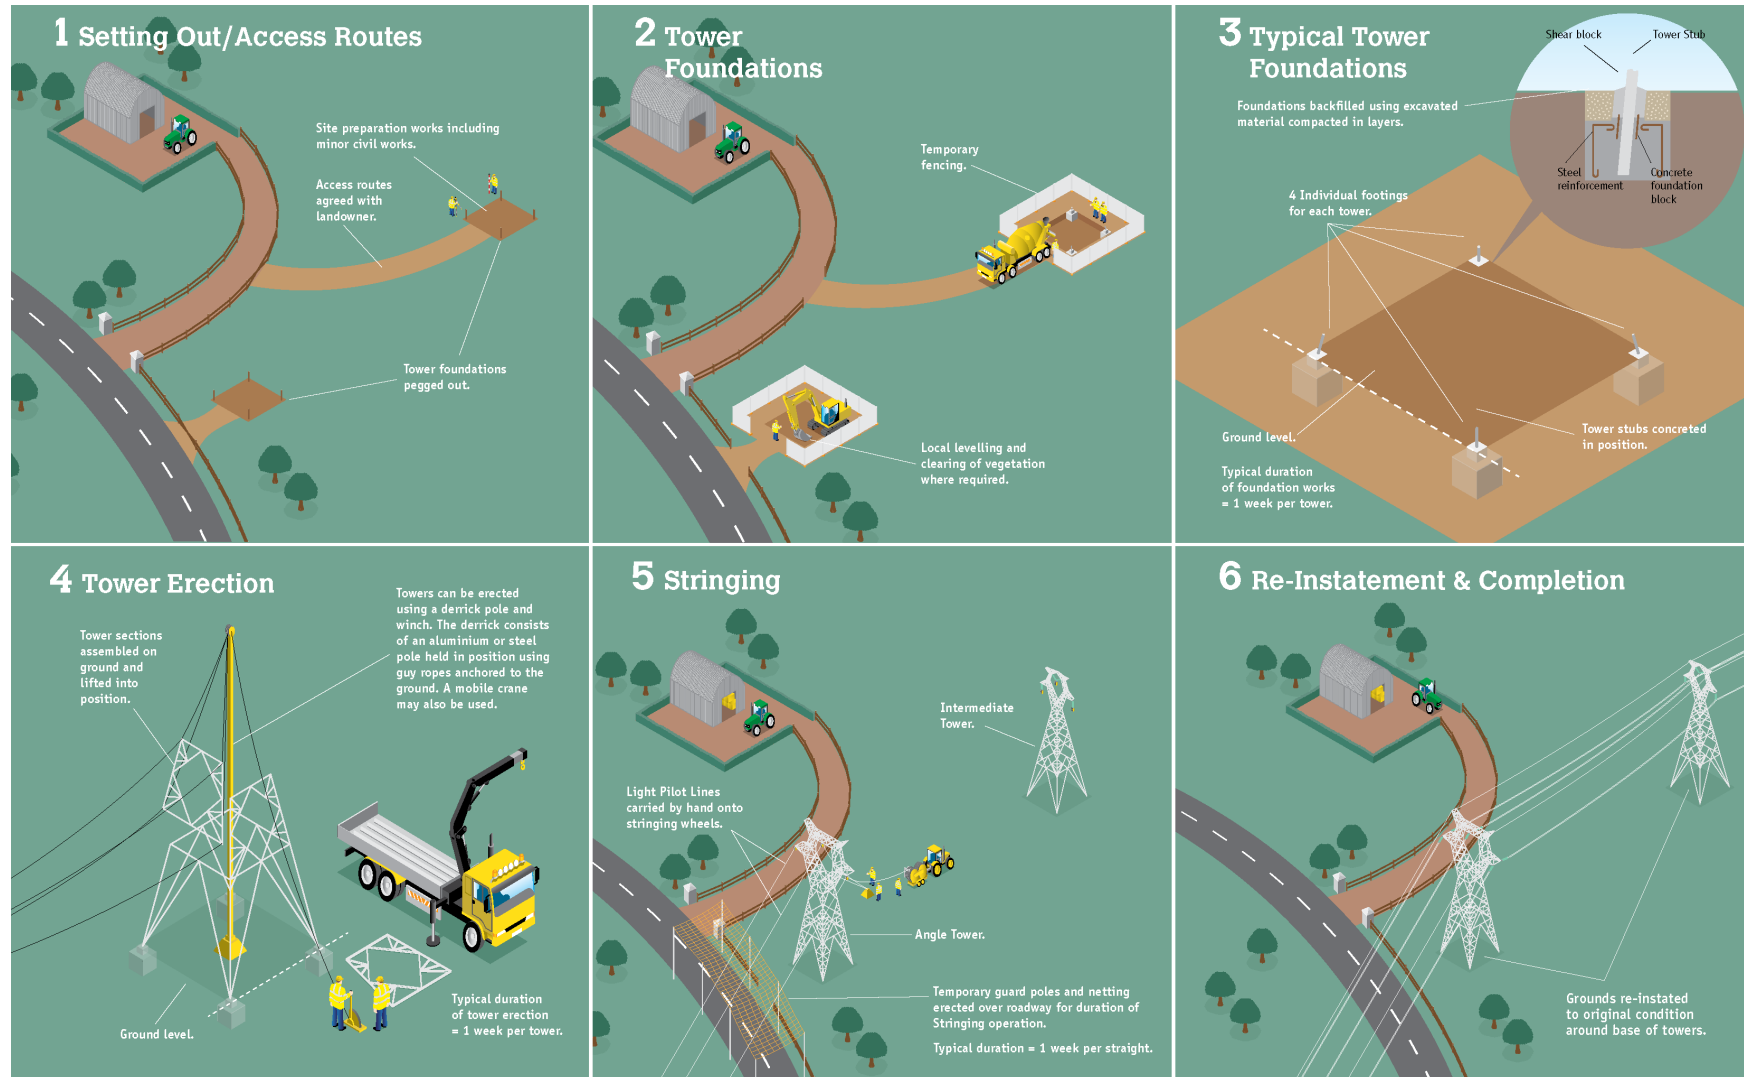 1 Setting Out/Access Routes
Site preparation works including
minor civil works.
Access routes
agreed with
landowner.
Tower foundations
pegged out.
2 Tower
Foundations
Temporary
fencing.
Local levelling and
clearing of vegetation
where required.
3 Typical Tower
Foundations
Shear block
Tower Stub
Foundations backfilled using excavated
material compacted in layers.
Steel
reinforcement
Concrete
foundation
block
4 Individual footings
for each tower.
Ground level.
Tower stubs concreted
in position.
Typical duration
of foundation works
= 1 week per tower.
4 Tower Erection
Tower sections
assembled on
ground and
lifted into
position.
Towers can be erected
using a derrick pole and
winch. The derrick consists
of an aluminium or steel
pole held in position using
guy ropes anchored to the
ground. A mobile crane
may also be used.
Ground level.
Typical duration
of tower erection
= 1 week per tower.
5 Stringing
Intermediate
Tower.
Light Pilot Lines
carried by hand onto
stringing wheels.
Angle Tower.
Temporary guard poles and netting
erected over roadway for duration of
Stringing operation.
Typical duration = 1 week per straight.
6 Re-Instatement & Completion
Grounds re-instated
to original condition
around base of towers.